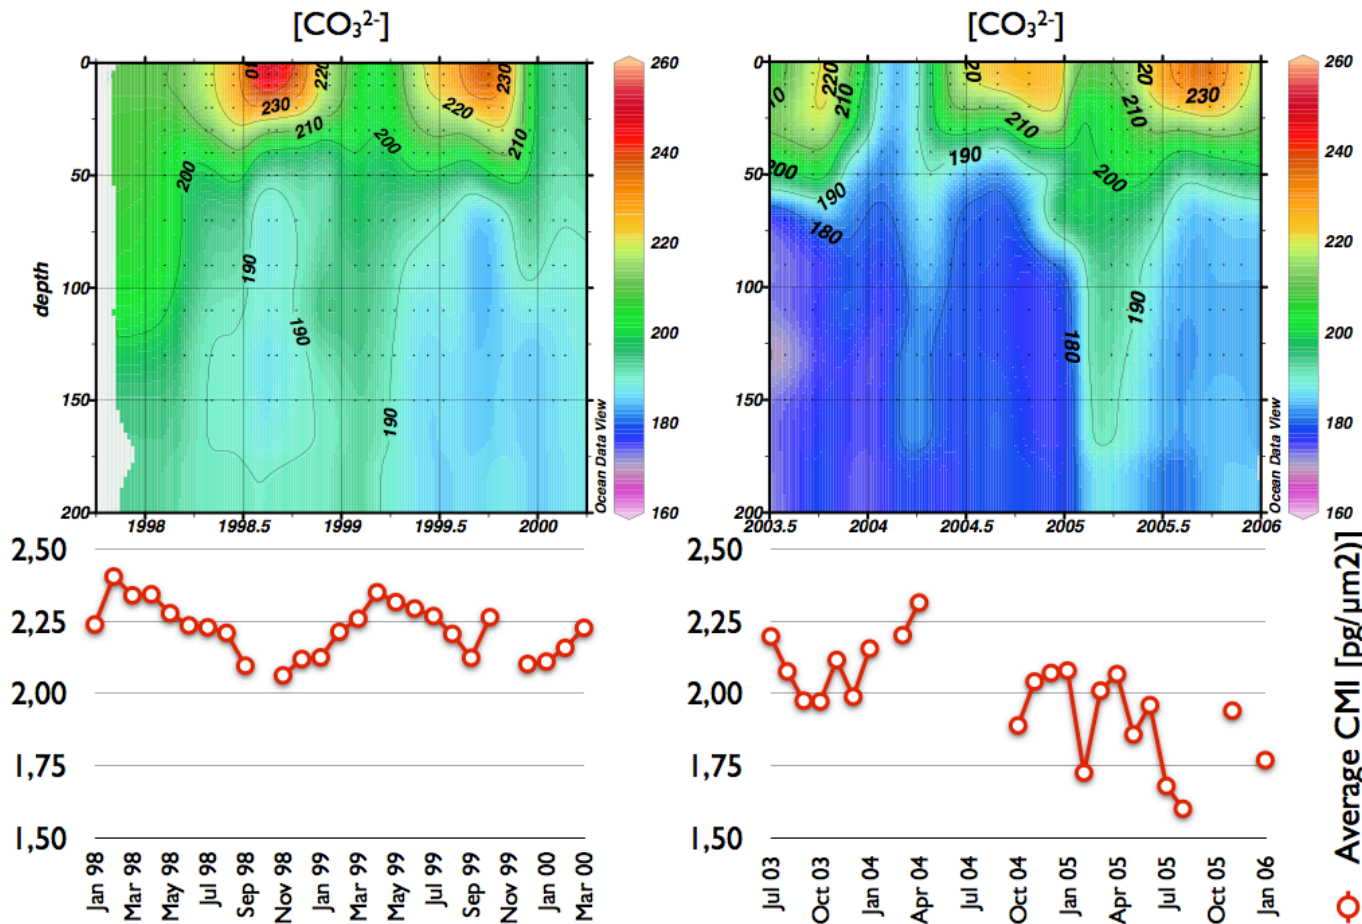 [CO₃²⁻]
0
50
100
150
200
depth
1998
1998.5
1999
1999.5
2000
230
220
210
200
190
190
190
200
220
210
260
240
220
200
180
160
Ocean Data View
[CO₃²⁻]
0
50
100
150
200
2003.5
2004
2004.5
2005
2005.5
2006
220
210
190
180
190
210
200
210
230
190
180
260
240
220
200
180
160
Ocean Data View
2,50
2,25
2,00
1,75
1,50
Jan 98
Mar 98
May 98
Jul 98
Sep 98
Nov 98
Jan 99
Mar 99
May 99
Jul 99
Sep 99
Nov 99
Jan 00
Mar 00
2,50
2,25
2,00
1,75
1,50
Jul 03
Oct 03
Jan 04
Apr 04
Jul 04
Oct 04
Jan 05
Apr 05
Jul 05
Oct 05
Jan 06
Average CMI [pg/μm2)]